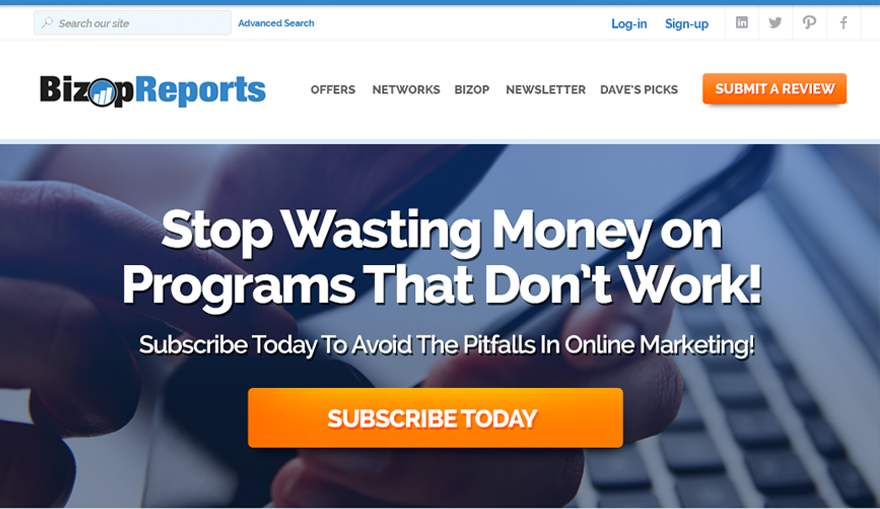 Search our site
Advanced Search
Log-in
Sign-up
BizopReports
OFFERS
NETWORKS
BIZOP
NEWSLETTER
DAVE'S PICKS
SUBMIT A REVIEW
Stop Wasting Money on
Programs That Don't Work!
Subscribe Today To Avoid The Pitfalls In Online Marketing!
SUBSCRIBE TODAY